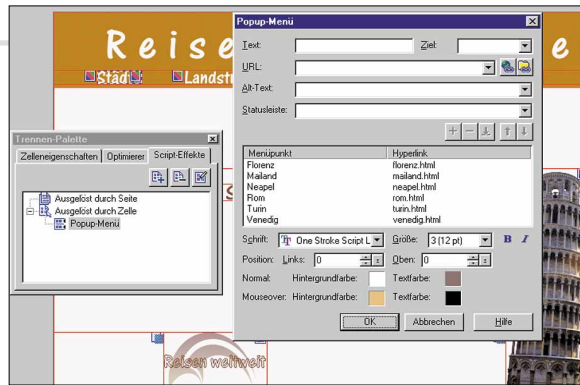 Popup-Menü
Reise
e
Text:
Ziel:
URL:
Städt
Landstr
Alt-Text:
Statusleiste:
Trennen-Palette
Zelleneigenschaften Optimierer Script-Effekte
Menüpunkt Hyperlink
Florenz florenz.html
Mailand mailand.html
Neapel neapel.html
Rom rom.html
Turin turin.html
Venedig venedig.html
Ausgelöst durch Seite
Ausgelöst durch Zelle
Popup-Menü
Schrift: One Stroke Script L Größe: 3 (12 pt) B I
Position: Links: 0 Oben: 0
Normal: Hintergrundfarbe: Textfarbe:
Mouseover: Hintergrundfarbe: Textfarbe:
OK Abbrechen Hilfe
Reisen weltweit